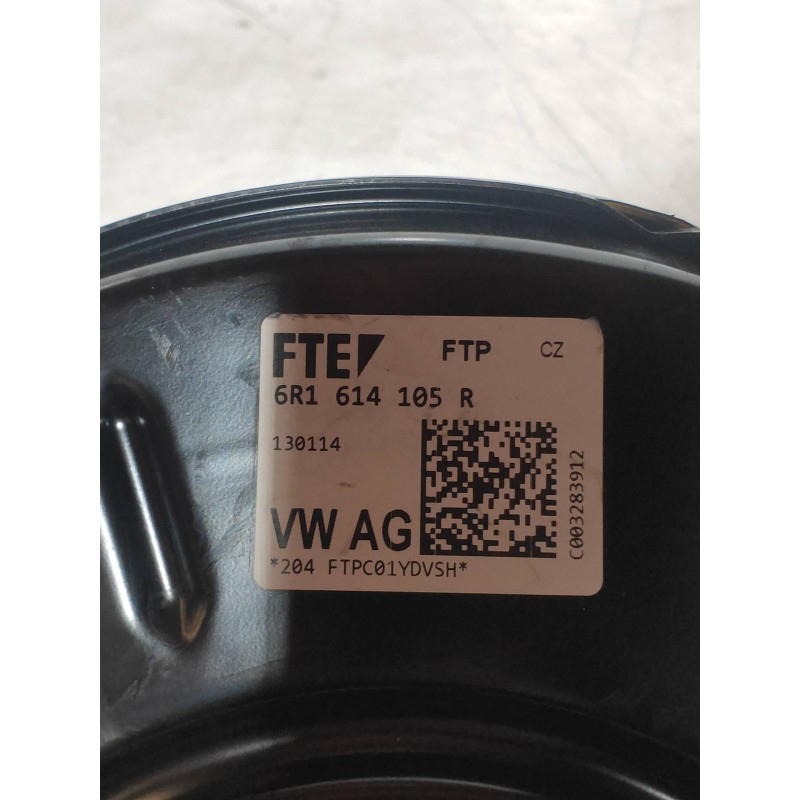 FTE FTP CZ
6R1 614 105 R
130114
VW AG
*204 FTPC01YDVSH*
C003283912